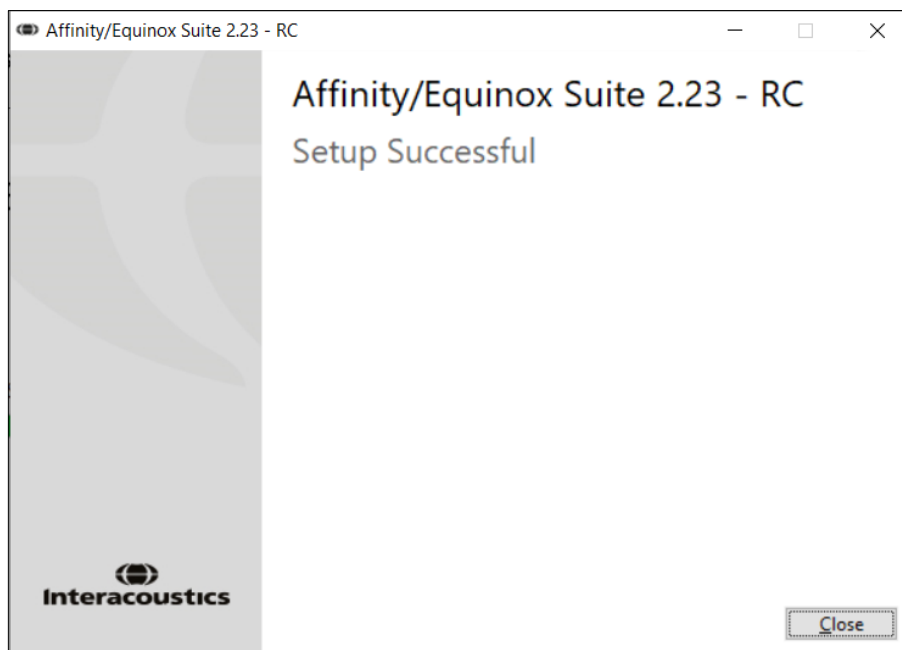 Affinity/Equinox Suite 2.23 - RC
Affinity/Equinox Suite 2.23 - RC
Setup Successful
Interacoustics
Close